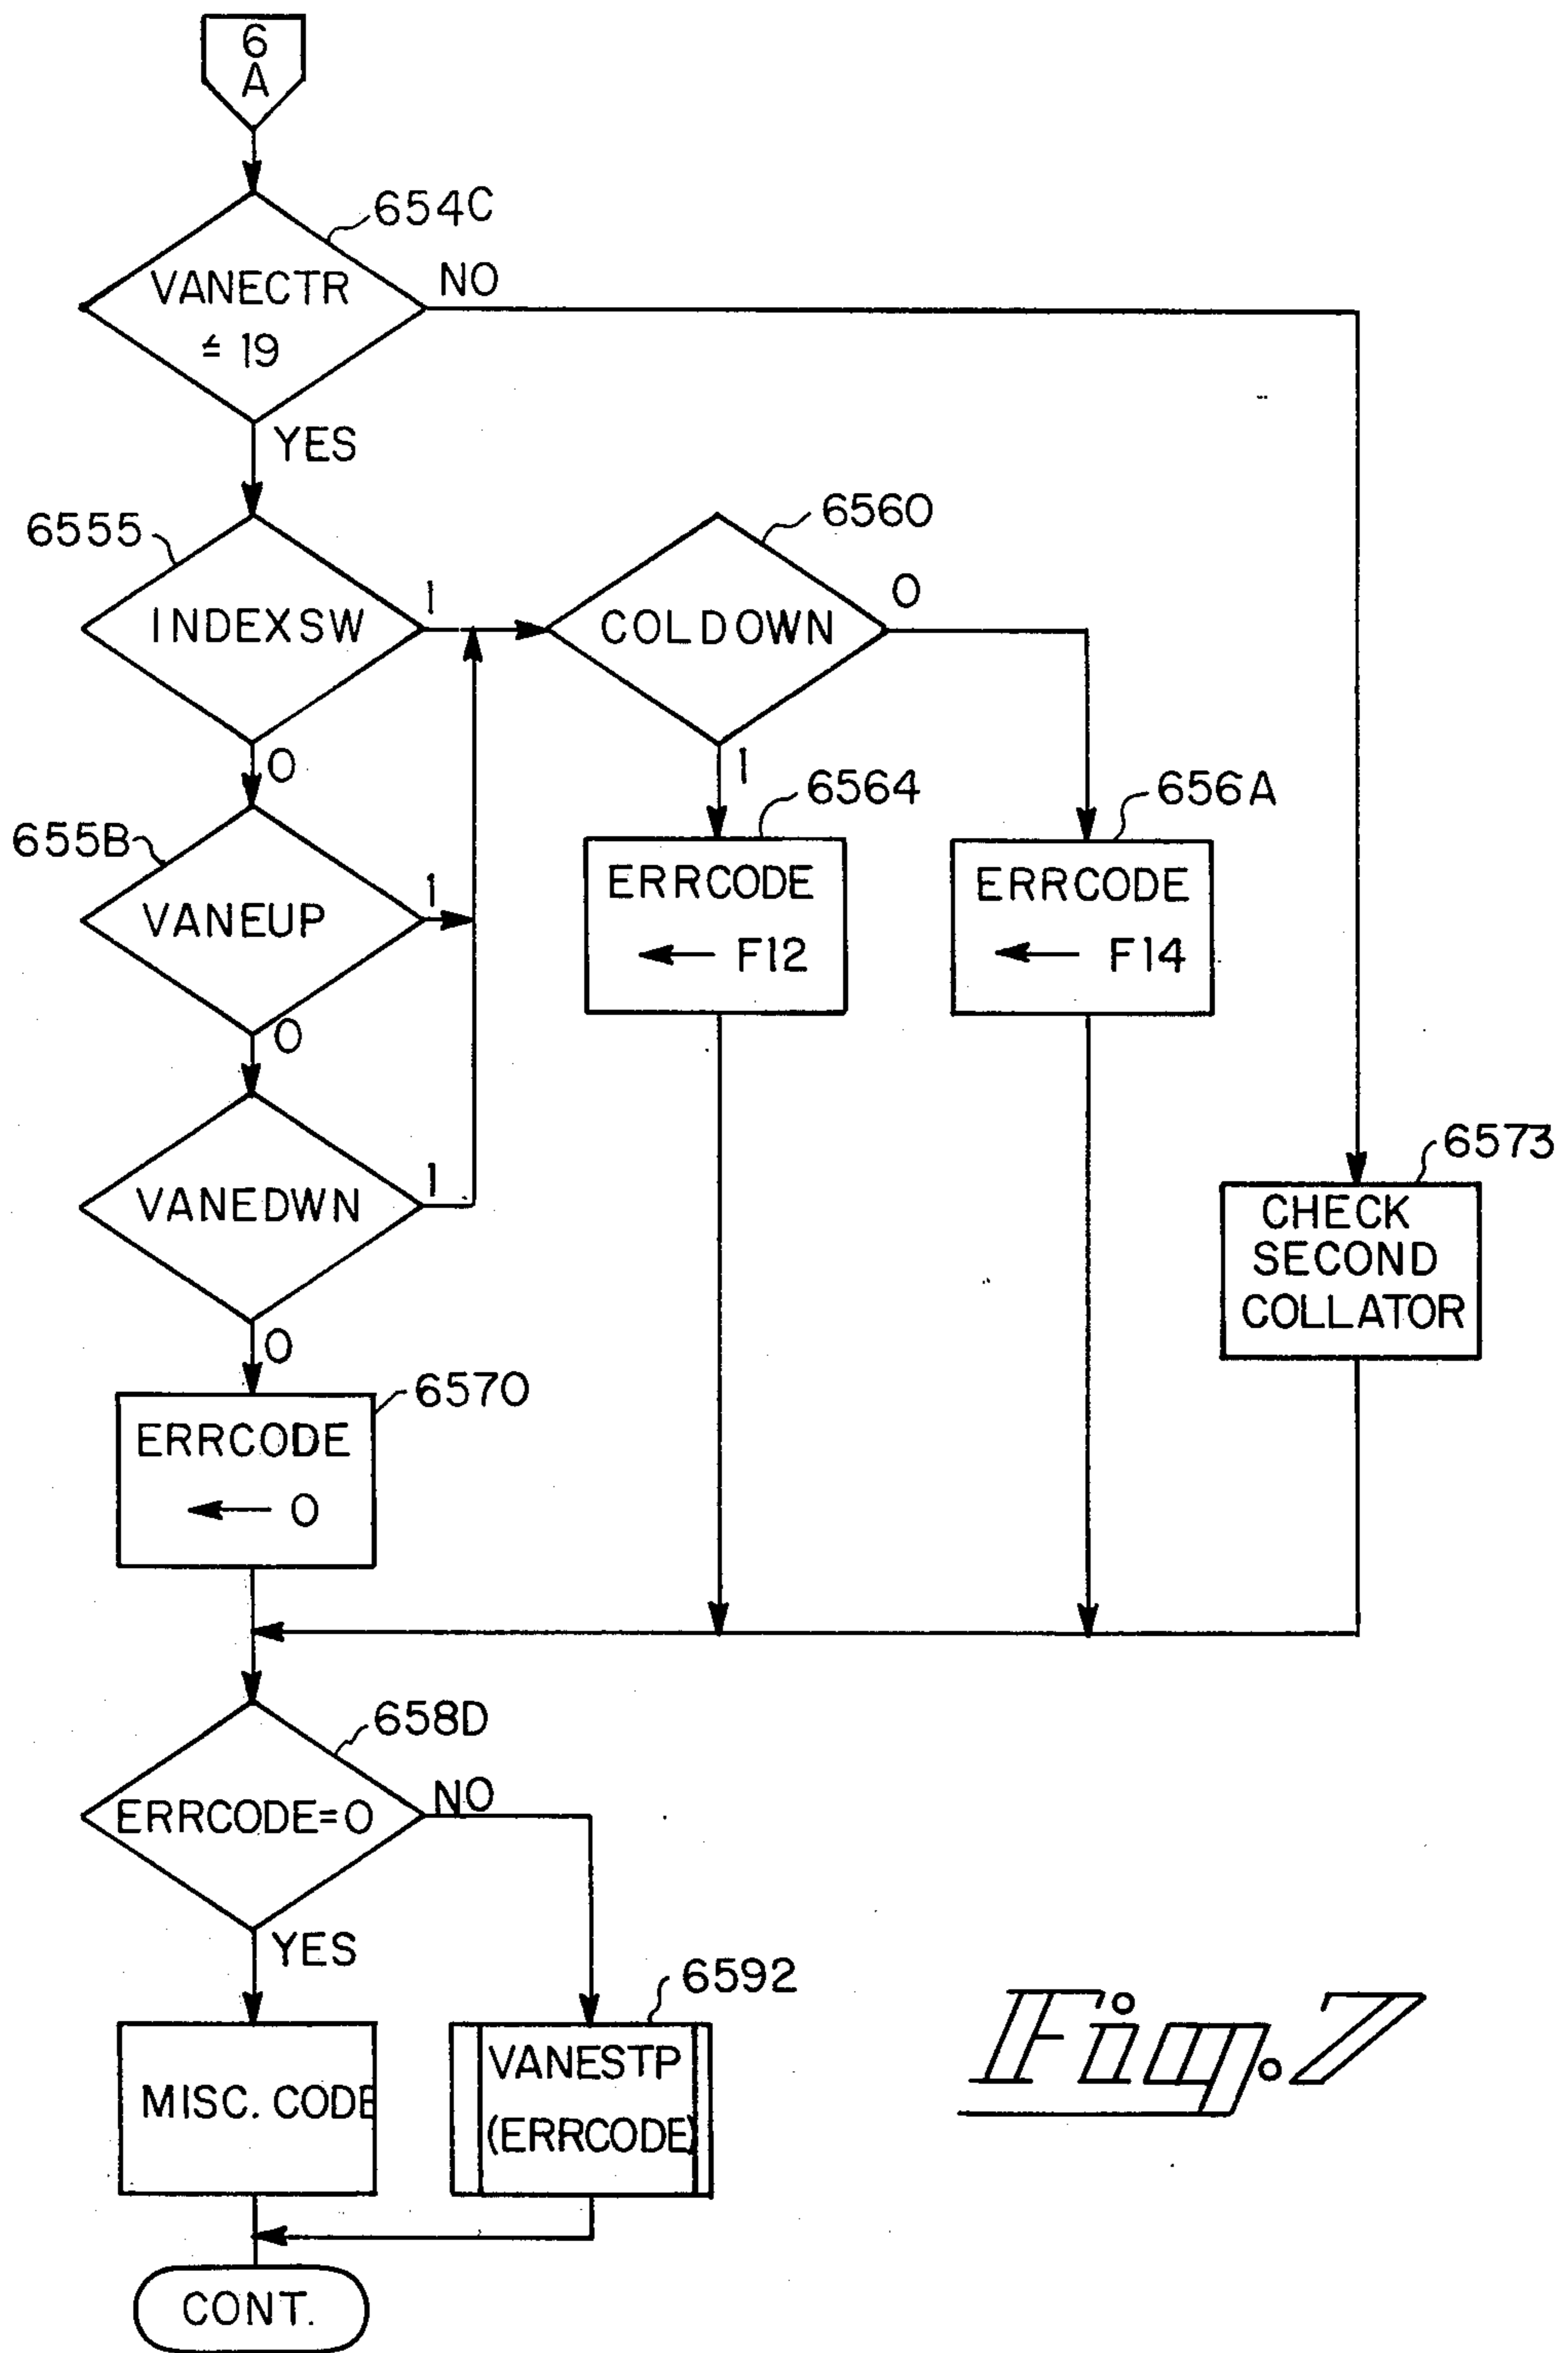 6
A
654C
VANECTR
≤ 19
NO
YES
6555
INDEXSW
1
0
6560
COLDOWN
0
1
655B
VANEUP
1
0
6564
ERRCODE
← F12
656A
ERRCODE
← F14
VANEDWN
1
0
6573
CHECK
SECOND
COLLATOR
6570
ERRCODE
← 0
658D
ERRCODE=0
NO
YES
MISC. CODE
6592
VANESTP
(ERRCODE)
CONT.
Fig. 7